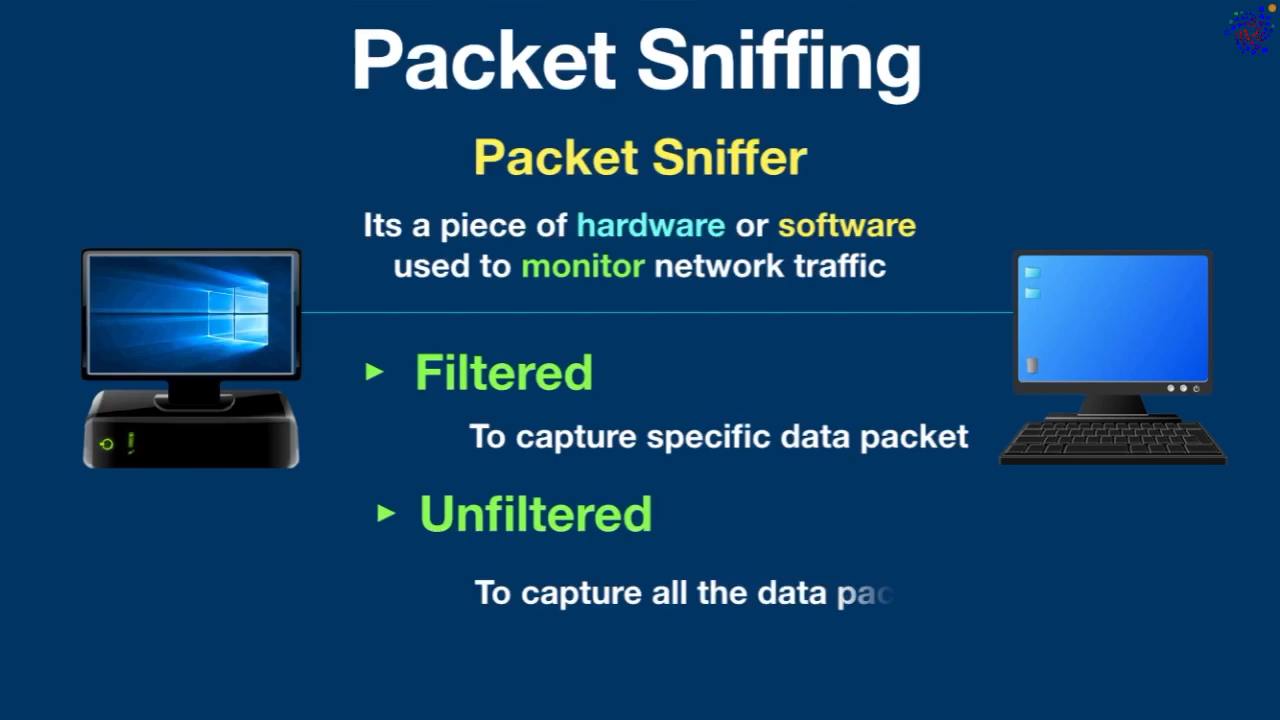 Packet Sniffing
Packet Sniffer
Its a piece of hardware or software
used to monitor network traffic
► Filtered
To capture specific data packet
► Unfiltered
To capture all the data